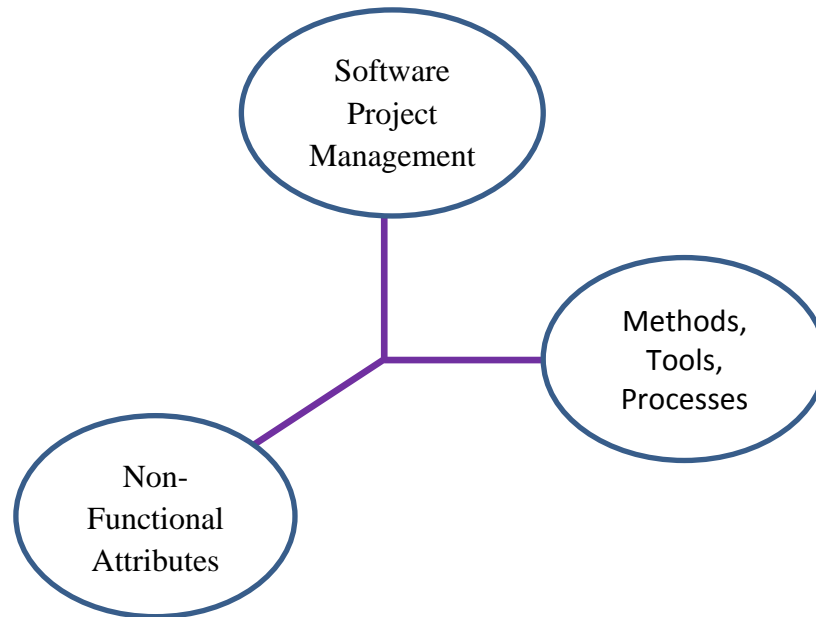 Software
Project
Management
Methods,
Tools,
Processes
Non-
Functional
Attributes